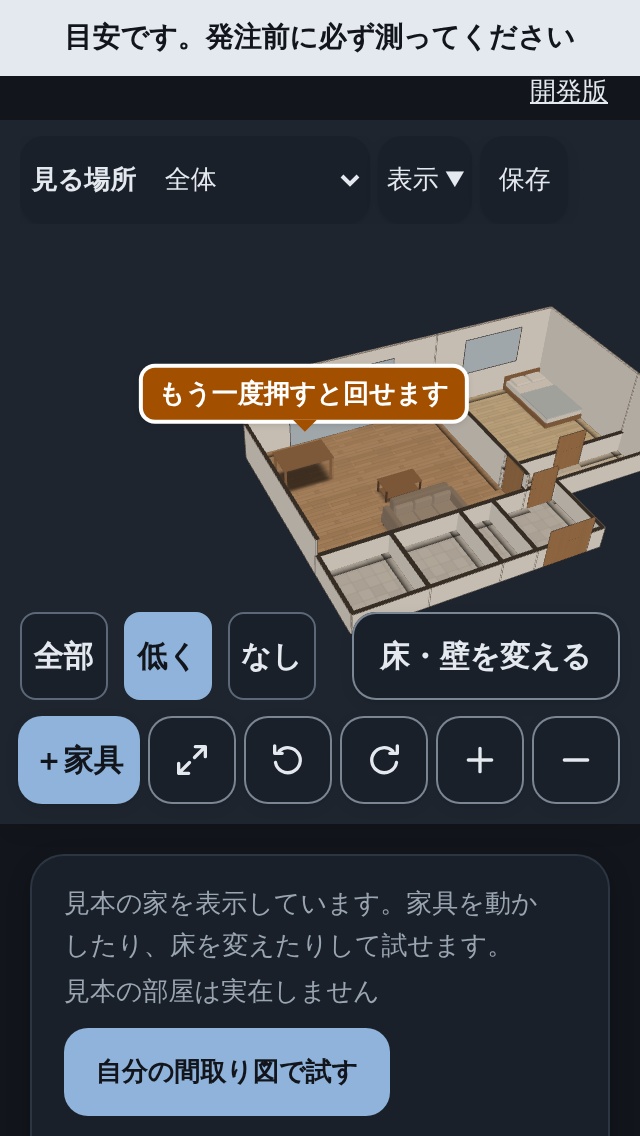 目安です。発注前に必ず測ってください
開発版
見る場所 全体 表示▼ 保存
もう一度押すと回せます
全部 低く なし 床・壁を変える
＋家具
見本の家を表示しています。家具を動か
したり、床を変えたりして試せます。
見本の部屋は実在しません
自分の間取り図で試す